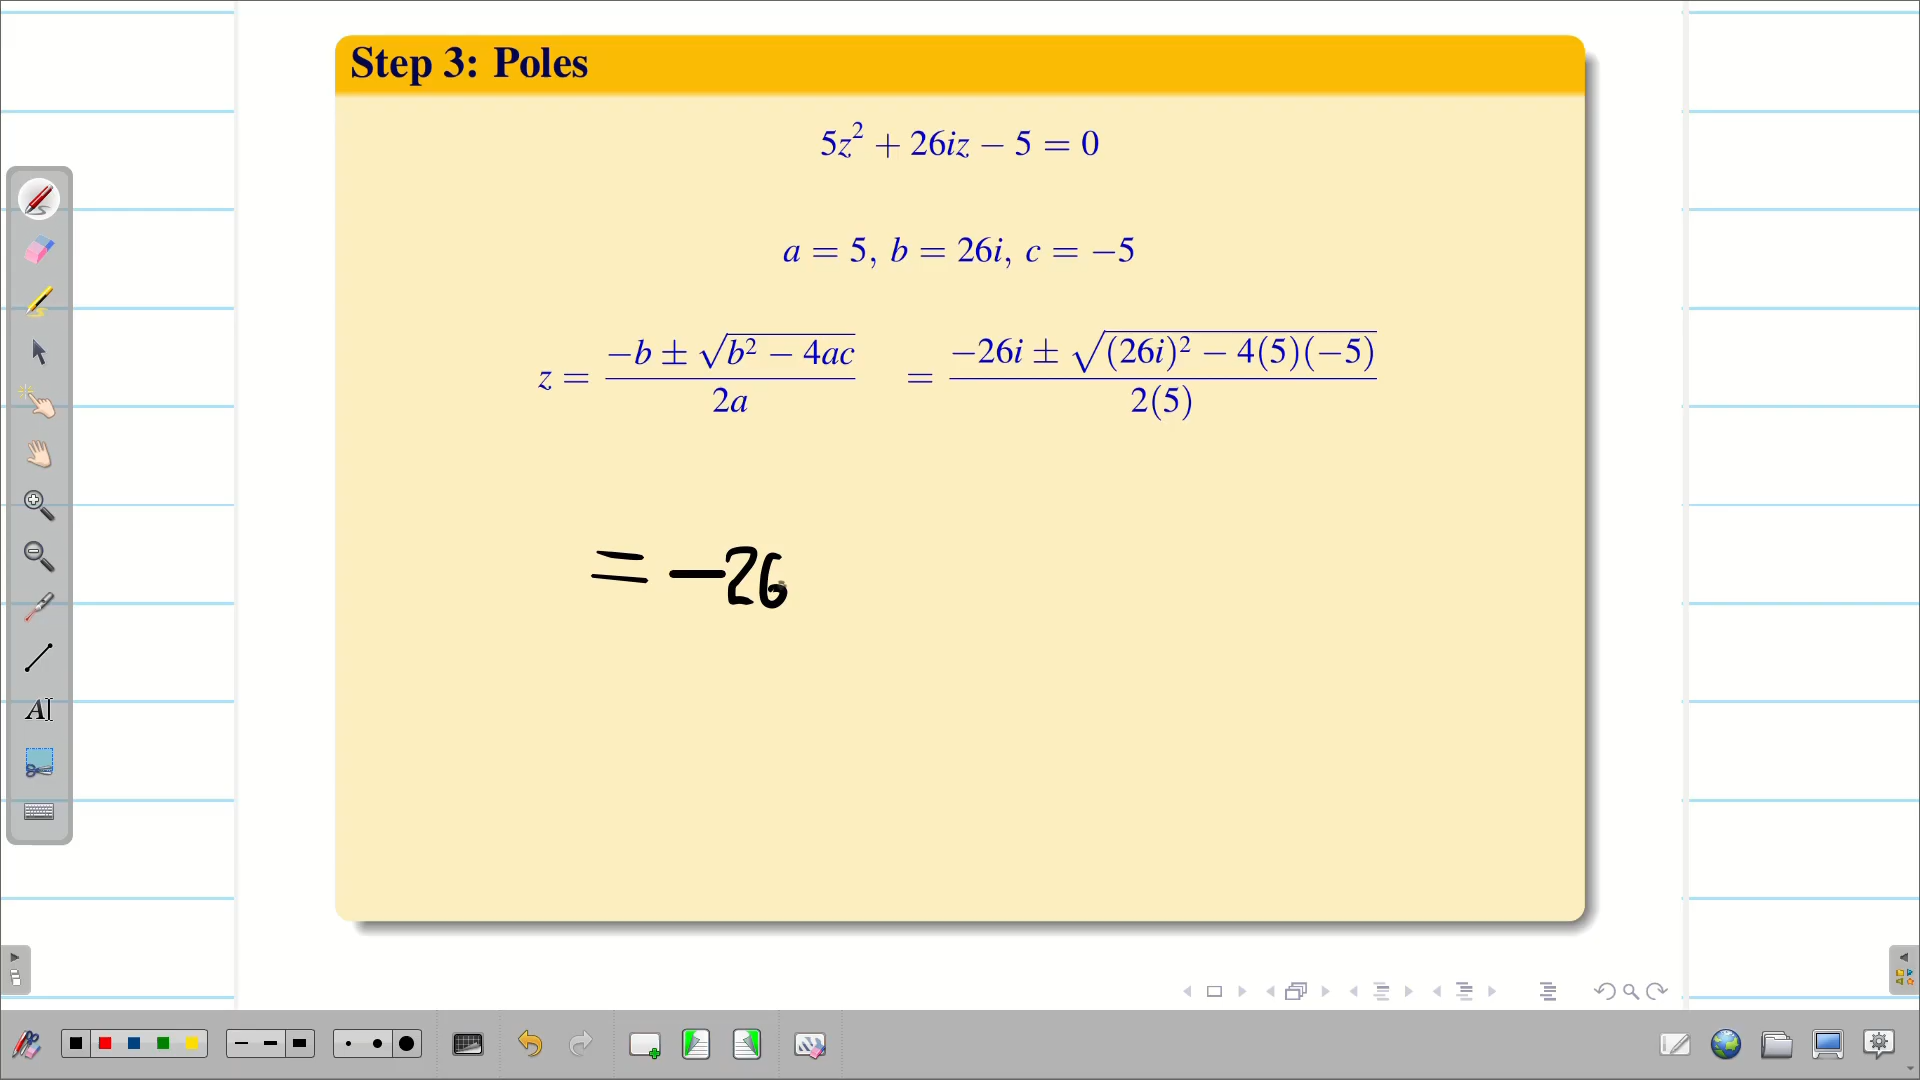 Step 3: Poles
5z² + 26iz − 5 = 0
a = 5, b = 26i, c = −5
z = (−b ± √(b² − 4ac)) / 2a = (−26i ± √((26i)² − 4(5)(−5))) / 2(5)
= −26